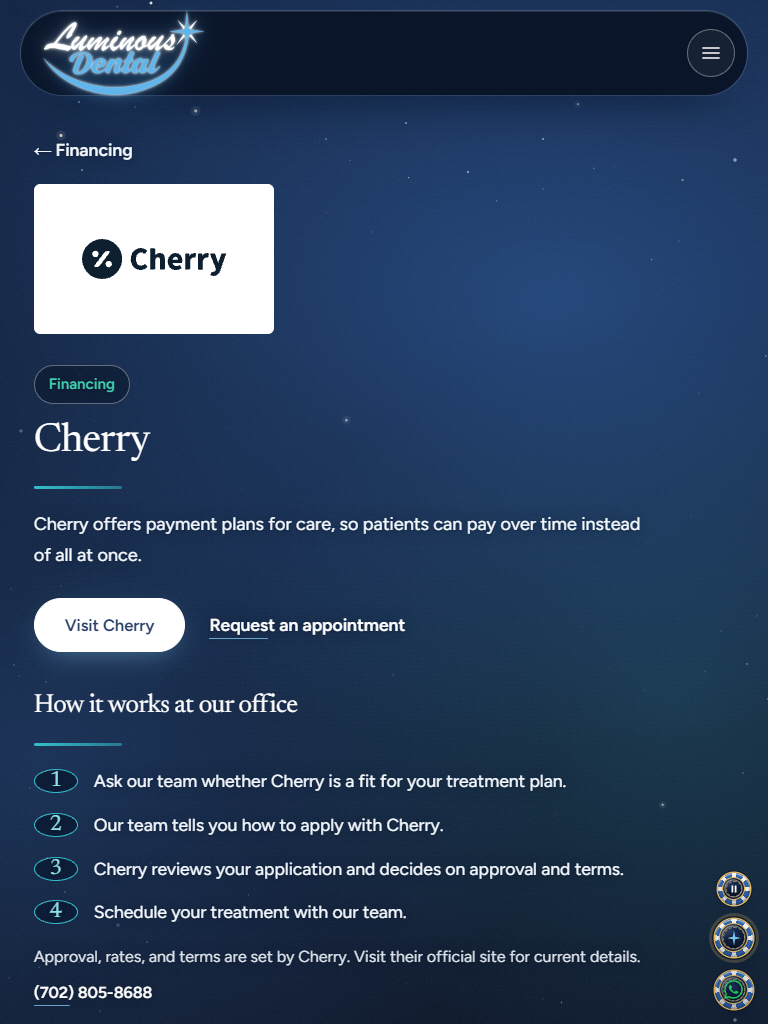 Luminous
Dental
← Financing
Cherry
Financing
Cherry
Cherry offers payment plans for care, so patients can pay over time instead
of all at once.
Visit Cherry
Request an appointment
How it works at our office
1 Ask our team whether Cherry is a fit for your treatment plan.
2 Our team tells you how to apply with Cherry.
3 Cherry reviews your application and decides on approval and terms.
4 Schedule your treatment with our team.
Approval, rates, and terms are set by Cherry. Visit their official site for current details.
(702) 805-8688